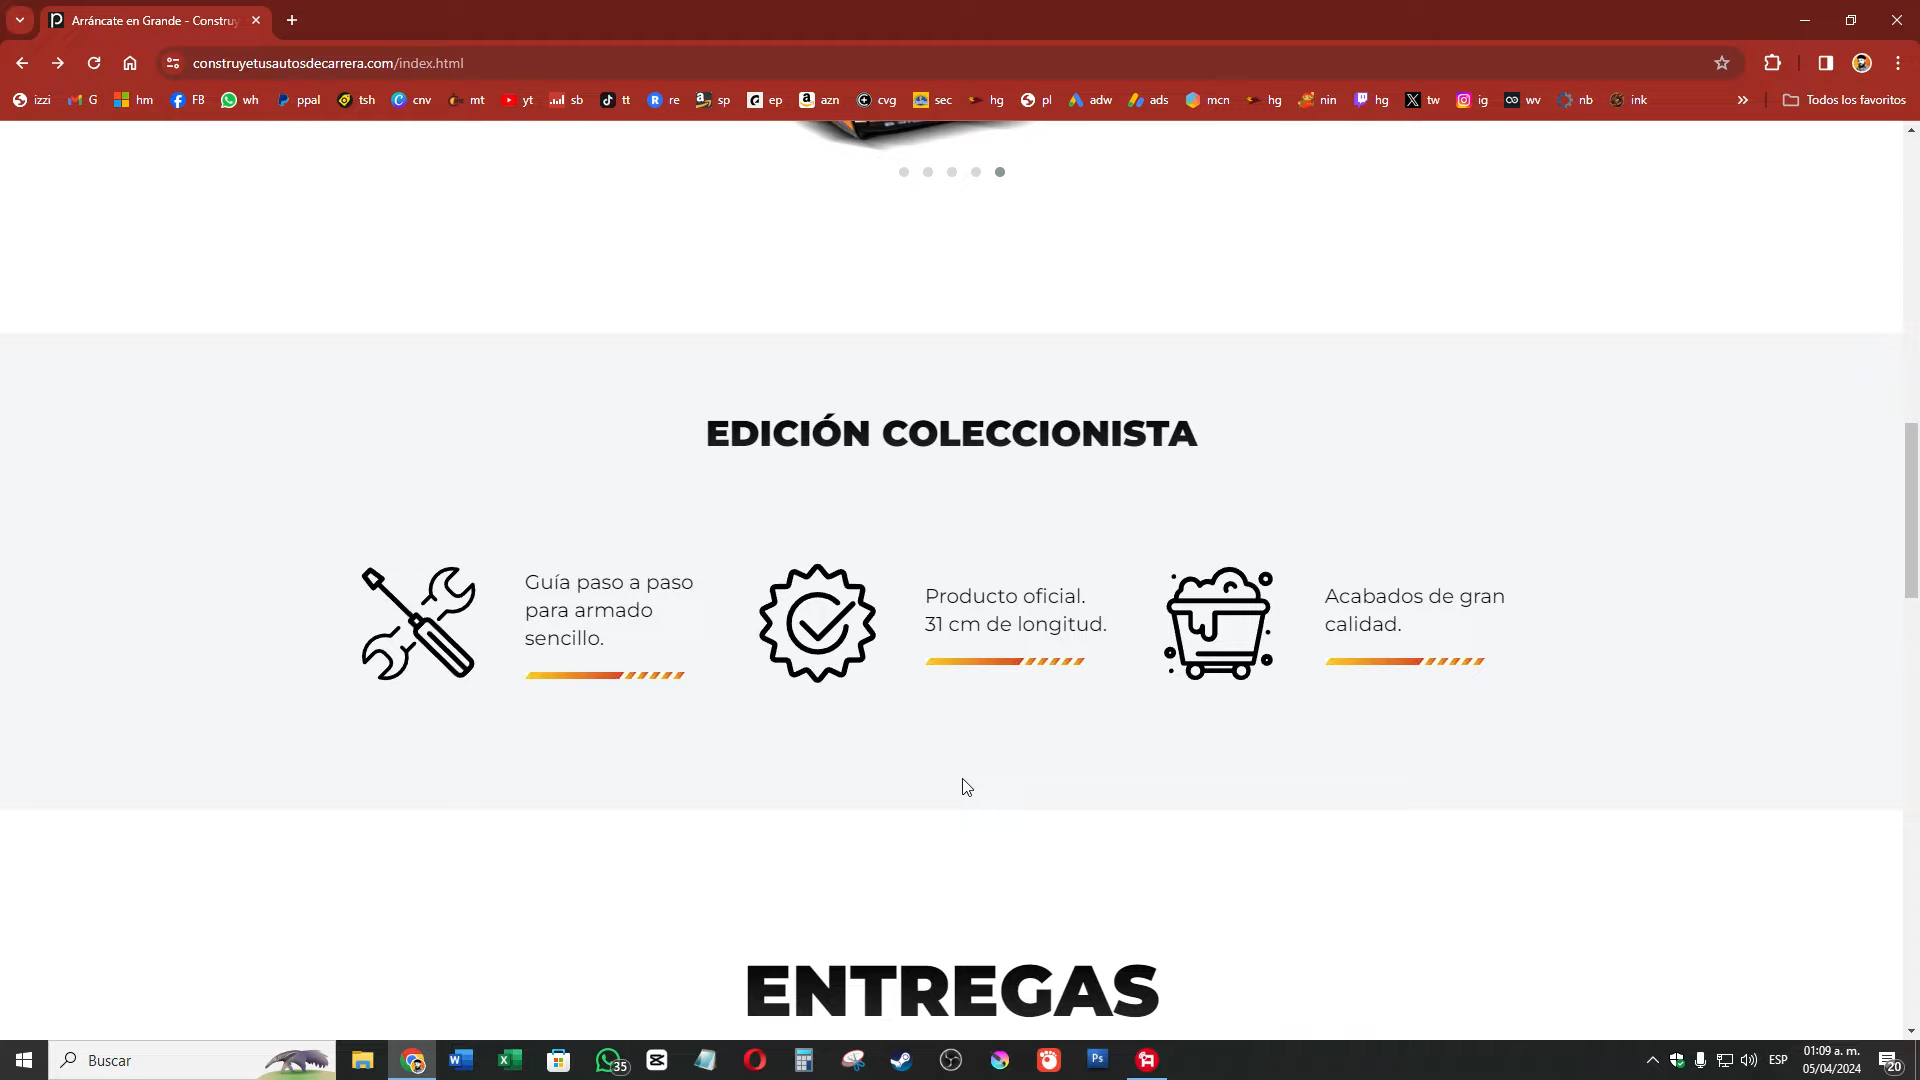 Arráncate en Grande - Constru
construyetusautosdecarrera.com/index.html
izzi G hm FB wh ppal tsh cnv mt yt sb tt re sp ep azn cvg sec hg pl adw ads mcn hg nin hg tw ig wv nb ink » Todos los favoritos
EDICIÓN COLECCIONISTA
Guía paso a paso
para armado
sencillo.
Producto oficial.
31 cm de longitud.
Acabados de gran
calidad.
ENTREGAS
Buscar
35
Ps
ESP
01:09 a. m.
05/04/2024
20